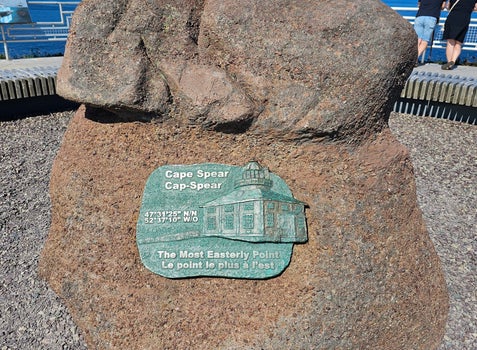 Cape Spear
Cap-Spear
47°31'25" N/N
52°37'10" W/O
The Most Easterly Point
Le point le plus à l'est